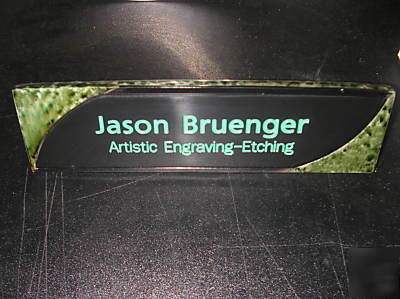 Jason Bruenger
Artistic Engraving-Etching